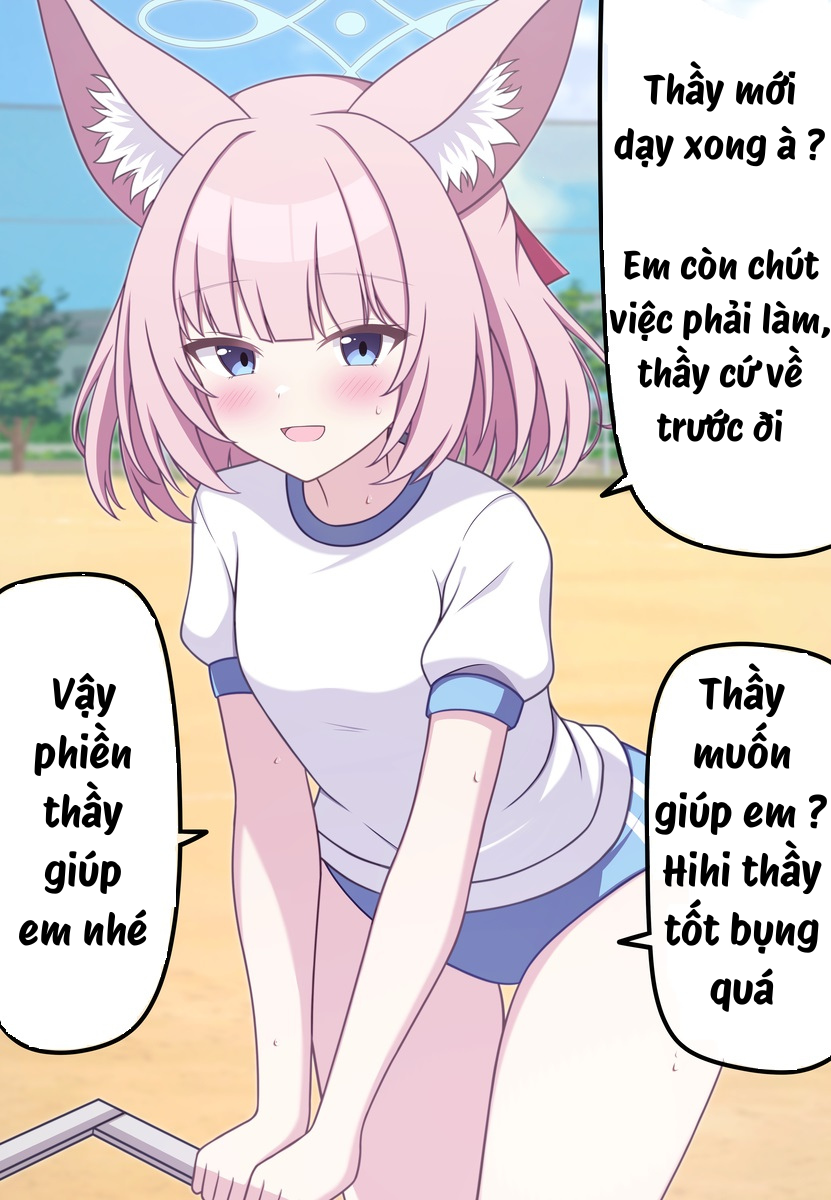 Thầy mới
dạy xong à ?
Em còn chút
việc phải làm,
thầy cứ về
trước đi
Thầy
muốn
giúp em ?
Hihi thầy
tốt bụng
quá
Vậy
phiền
thầy
giúp
em nhé